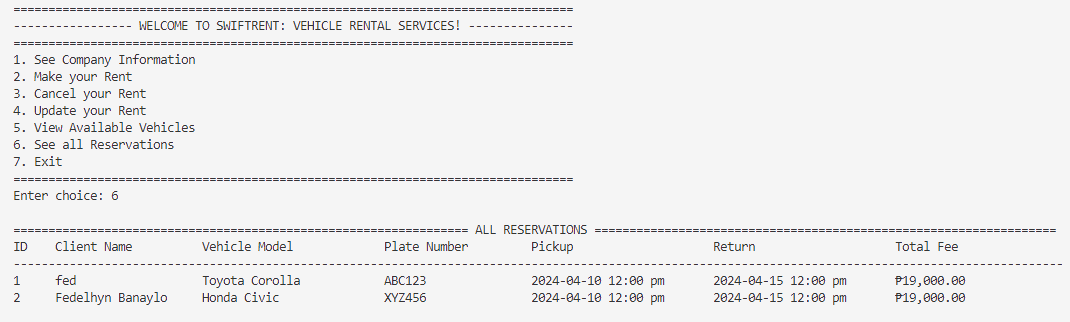 ================================================================================
----------------- WELCOME TO SWIFTRENT: VEHICLE RENTAL SERVICES! ---------------
================================================================================
1. See Company Information
2. Make your Rent
3. Cancel your Rent
4. Update your Rent
5. View Available Vehicles
6. See all Reservations
7. Exit
================================================================================
Enter choice: 6
================================================================= ALL RESERVATIONS ==================================================================
ID    Client Name          Vehicle Model             Plate Number         Pickup                    Return                    Total Fee
------------------------------------------------------------------------------------------------------------------------------------------------------
1     fed                  Toyota Corolla            ABC123               2024-04-10 12:00 pm       2024-04-15 12:00 pm       ₱19,000.00
2     Fedelhyn Banaylo     Honda Civic               XYZ456               2024-04-10 12:00 pm       2024-04-15 12:00 pm       ₱19,000.00